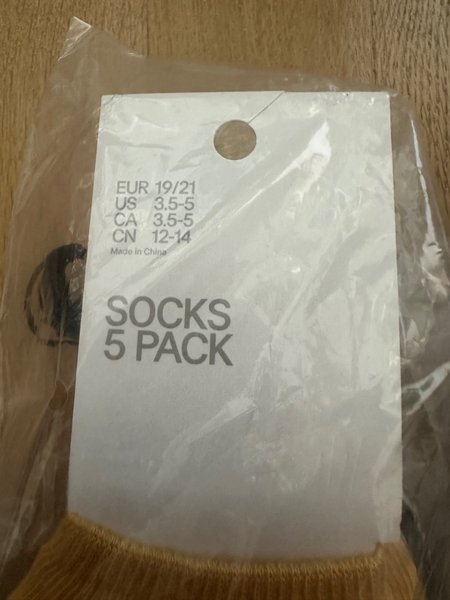 EUR 19/21
US 3.5-5
CA 3.5-5
CN 12-14
Made in China
SOCKS
5 PACK